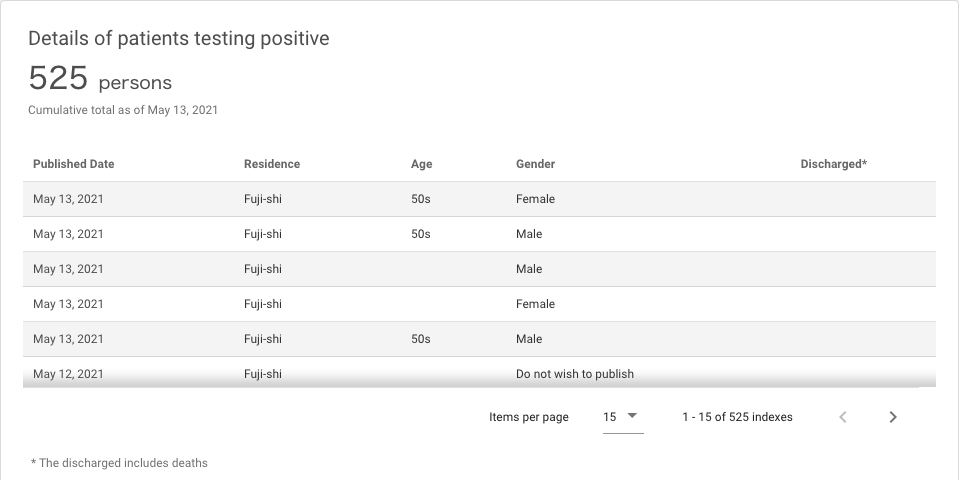 Details of patients testing positive
525 persons
Cumulative total as of May 13, 2021
Published Date Residence Age Gender Discharged*
May 13, 2021 Fuji-shi 50s Female
May 13, 2021 Fuji-shi 50s Male
May 13, 2021 Fuji-shi Male
May 13, 2021 Fuji-shi Female
May 13, 2021 Fuji-shi 50s Male
May 12, 2021 Fuji-shi Do not wish to publish
Items per page 15 1 - 15 of 525 indexes
* The discharged includes deaths